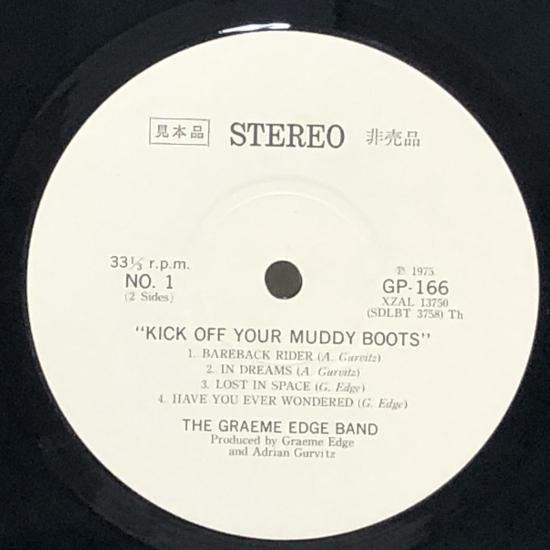 見本品 STEREO 非売品
33⅓ r.p.m.
NO. 1
(2 Sides)
℗ 1975
GP-166
XZAL 13750
(SDLBT 3758) Th
"KICK OFF YOUR MUDDY BOOTS"
1. BAREBACK RIDER (A. Gurvitz)
2. IN DREAMS (A. Gurvitz)
3. LOST IN SPACE (G. Edge)
4. HAVE YOU EVER WONDERED (G. Edge)
THE GRAEME EDGE BAND
Produced by Graeme Edge
and Adrian Gurvitz